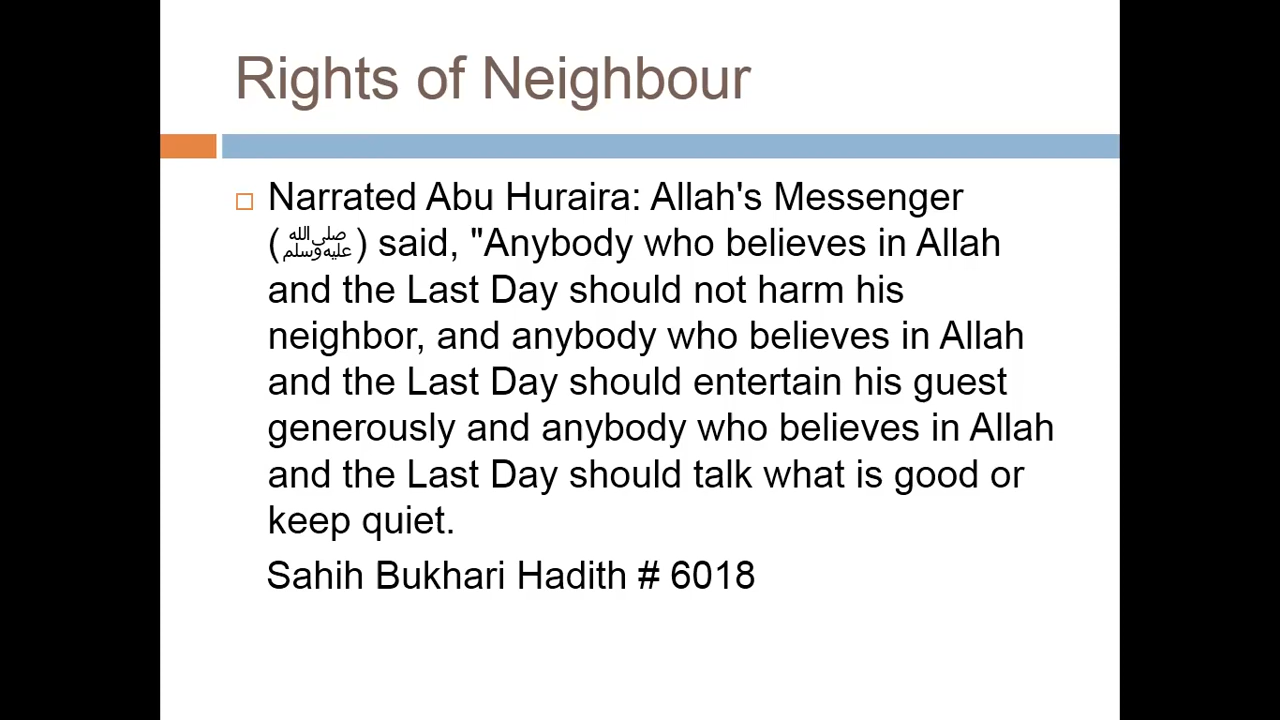 Rights of Neighbour
Narrated Abu Huraira: Allah's Messenger
(ﷺ) said, "Anybody who believes in Allah
and the Last Day should not harm his
neighbor, and anybody who believes in Allah
and the Last Day should entertain his guest
generously and anybody who believes in Allah
and the Last Day should talk what is good or
keep quiet.
Sahih Bukhari Hadith # 6018